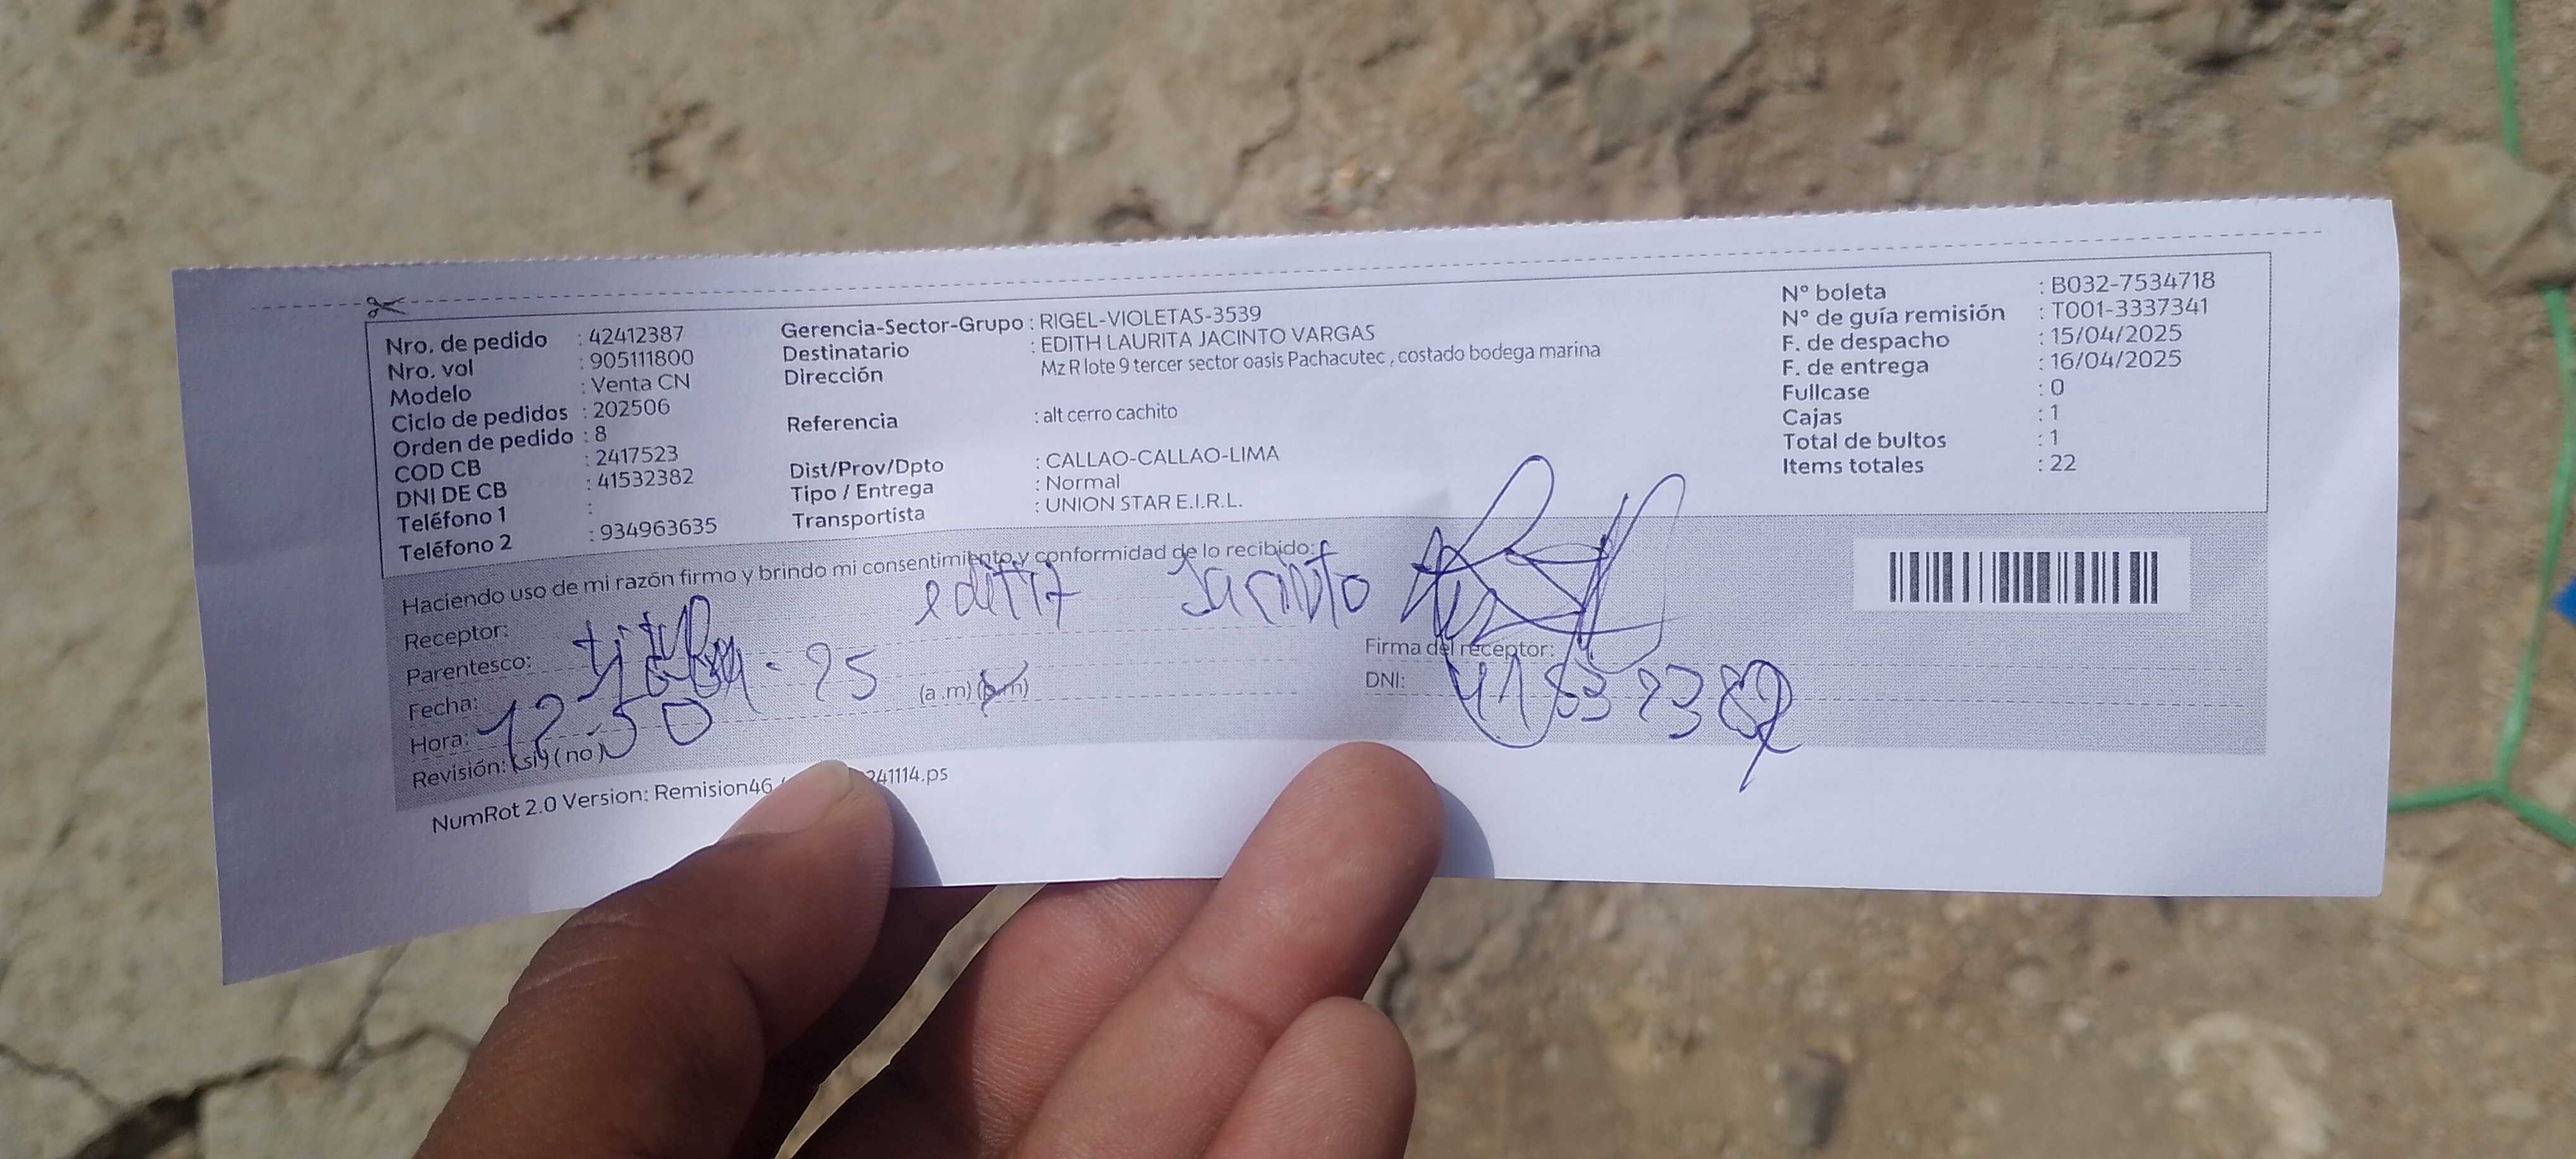 Nro. de pedido : 42412387
Nro. vol : 905111800
Modelo : Venta CN
Ciclo de pedidos : 202506
Orden de pedido : 8
COD CB : 2417523
DNI DE CB : 41532382
Teléfono 1 :
Teléfono 2 : 934963635
Gerencia-Sector-Grupo : RIGEL-VIOLETAS-3539
Destinatario : EDITH LAURITA JACINTO VARGAS
Dirección Mz R lote 9 tercer sector oasis Pachacutec , costado bodega marina
Referencia : alt cerro cachito
Dist/Prov/Dpto : CALLAO-CALLAO-LIMA
Tipo / Entrega : Normal
Transportista : UNION STAR E.I.R.L.
N° boleta : B032-7534718
N° de guía remisión : T001-3337341
F. de despacho : 15/04/2025
F. de entrega : 16/04/2025
Fullcase : 0
Cajas : 1
Total de bultos : 1
Items totales : 22
Haciendo uso de mi razón firmo y brindo mi consentimiento y conformidad de lo recibido:
Receptor: edith Jacinto
Parentesco:
Fecha: 25
Hora: 12:50 (a.m) (p.m)
Revisión: (si) (no)
Firma del receptor:
DNI: 41532382
NumRot 2.0 Version: Remision46 241114.ps